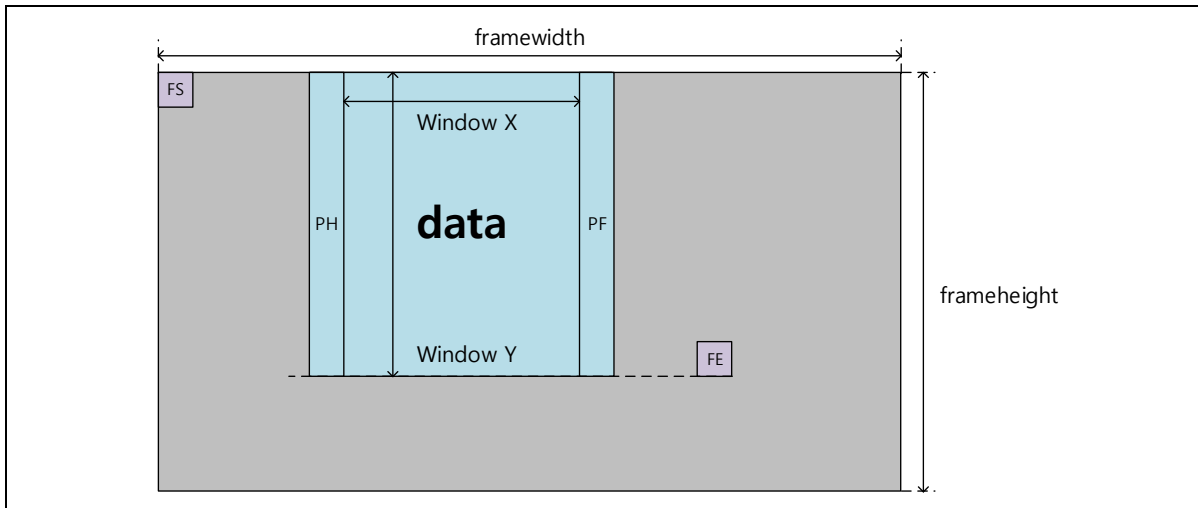 framewidth
FS
Window X
PH
data
PF
frameheight
Window Y
FE